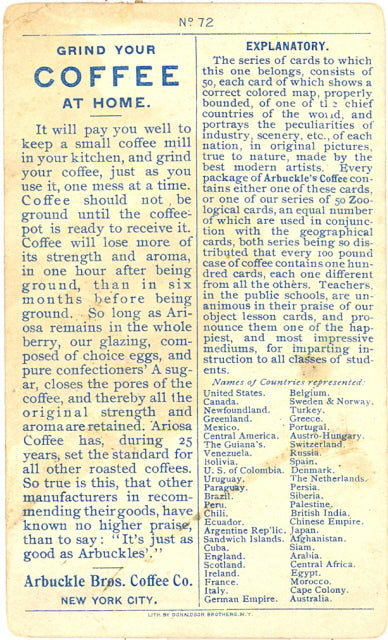 No 72
GRIND YOUR
COFFEE
AT HOME.
It will pay you well to
keep a small coffee mill
in your kitchen, and grind
your coffee, just as you
use it, one mess at a time.
Coffee should not be
ground until the coffee-
pot is ready to receive it.
Coffee will lose more of
its strength and aroma,
in one hour after being
ground, than in six
months before being
ground. So long as Ari-
osa remains in the whole
berry, our glazing, com-
posed of choice eggs, and
pure confectioners' A sug-
ar, closes the pores of the
coffee, and thereby all the
original strength and
aroma are retained. Ariosa
Coffee has, during 25
years, set the standard for
all other roasted coffees.
So true is this, that other
manufacturers in recom-
mending their goods, have
known no higher praise,
than to say: "It's just as
good as Arbuckles'."
Arbuckle Bros. Coffee Co.
NEW YORK CITY.
EXPLANATORY.
The series of cards to which
this one belongs, consists of
50, each card of which shows a
correct colored map, properly
bounded, of one of the chief
countries of the world, and
portrays the peculiarities of
industry, scenery, etc., of each
nation, in original pictures,
true to nature, made by the
best modern artists. Every
package of Arbuckle's Coffee con-
tains either one of these cards,
or one of our series of 50 Zoo-
logical cards, an equal number
of which are used in conjunc-
tion with the geographical
cards, both series being so dis-
tributed that every 100 pound
case of coffee contains one hun-
dred cards, each one different
from all the others. Teachers,
in the public schools, are un-
animous in their praise of our
object lesson cards, and pro-
nounce them one of the hap-
piest, and most impressive
mediums, for imparting in-
struction to all classes of stud-
ents.
Names of Countries represented:
United States. Belgium.
Canada. Sweden & Norway.
Newfoundland. Turkey.
Greenland. Greece.
Mexico. Portugal.
Central America. Austro-Hungary.
The Guiana's. Switzerland.
Venezuela. Russia.
Bolivia. Spain.
U. S. of Colombia. Denmark.
Uruguay. The Netherlands.
Paraguay. Persia.
Brazil. Siberia.
Peru. Palestine.
Chili. British India.
Ecuador. Chinese Empire.
Argentine Rep'lic. Japan.
Sandwich Islands. Afghanistan.
Cuba. Siam.
England. Arabia.
Scotland. Central Africa.
Ireland. Egypt.
France. Morocco.
Italy. Cape Colony.
German Empire. Australia.
LITH. BY DONALDSON BROTHERS, N.Y.